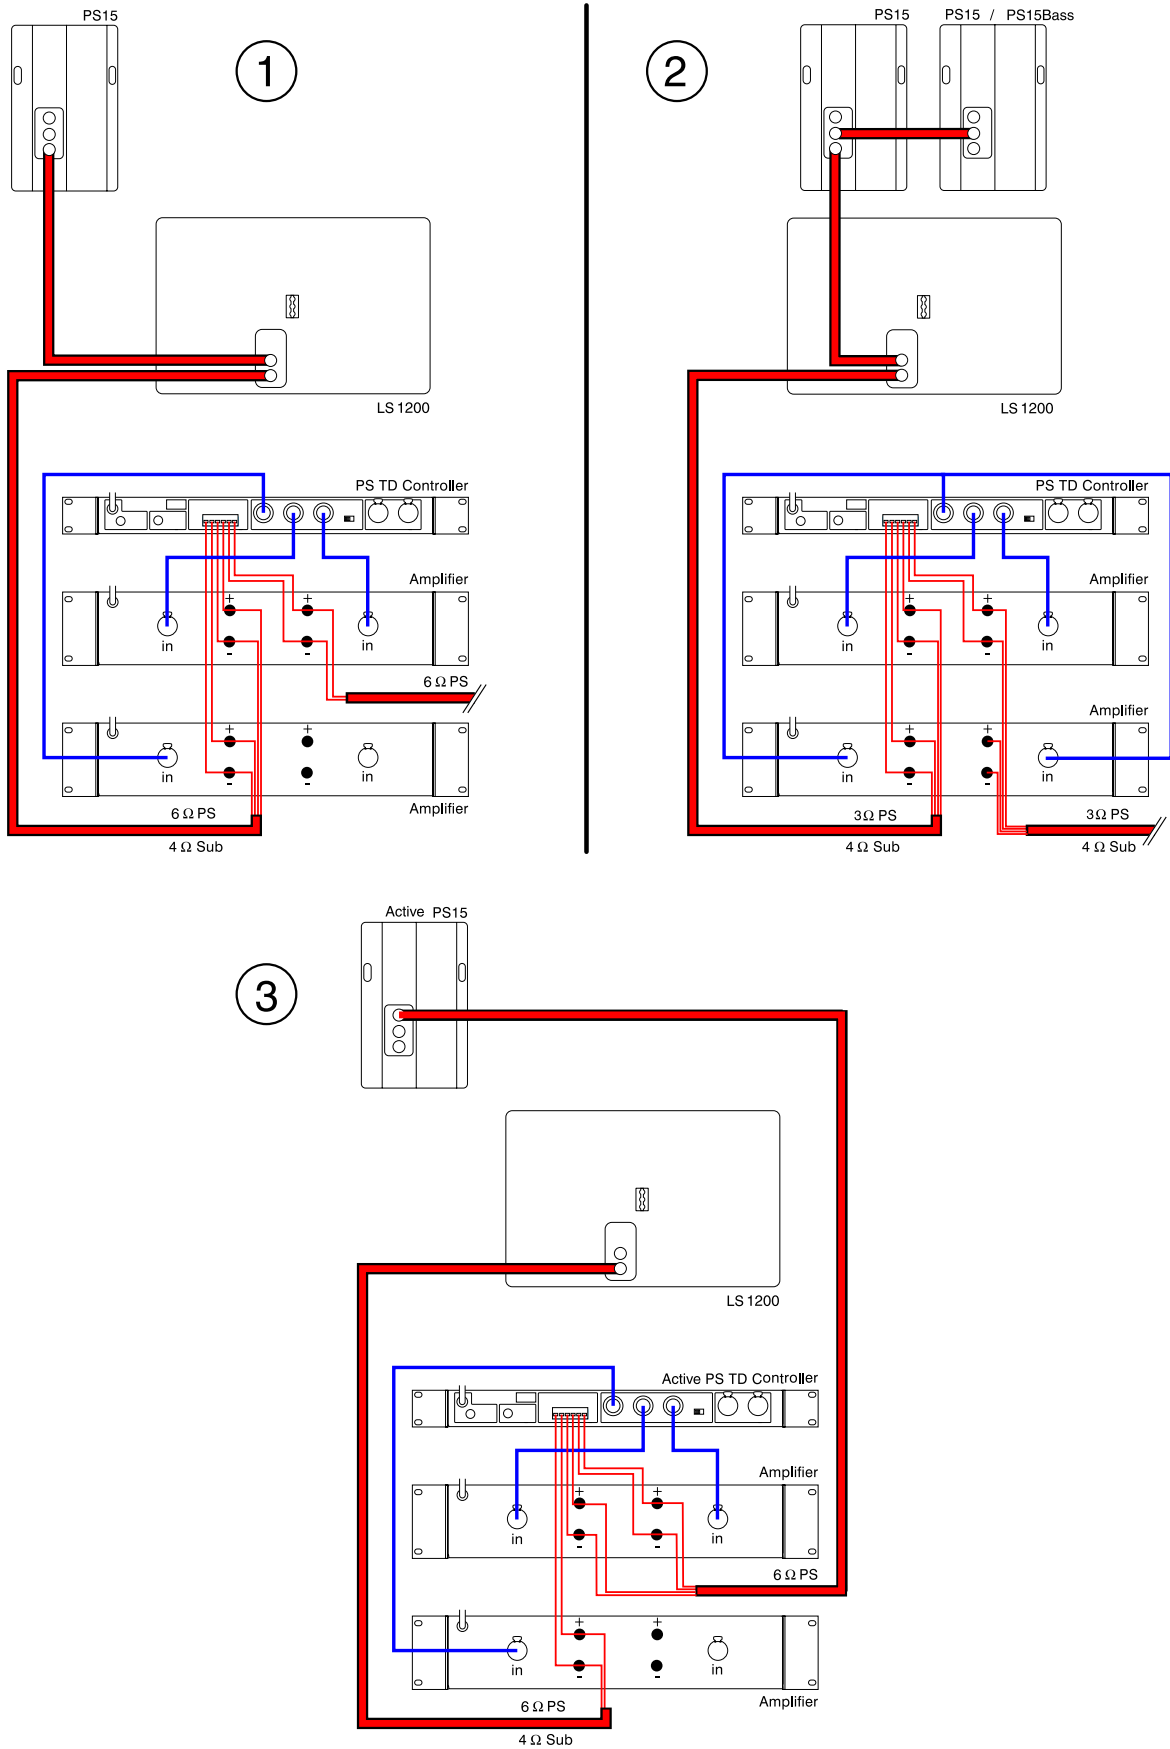 PS15
1
LS 1200
PS TD Controller
Amplifier
+ +
in in
- -
6 Ω PS
+ +
in in
- -
Amplifier
6 Ω PS
4 Ω Sub
2
PS15 PS15 / PS15Bass
LS 1200
PS TD Controller
Amplifier
+ +
in in
- -
Amplifier
+ +
in in
- -
3Ω PS 3Ω PS
4 Ω Sub 4 Ω Sub
Active PS15
3
LS 1200
Active PS TD Controller
Amplifier
+ +
in in
- -
6 Ω PS
+ +
in in
- -
Amplifier
6 Ω PS
4 Ω Sub